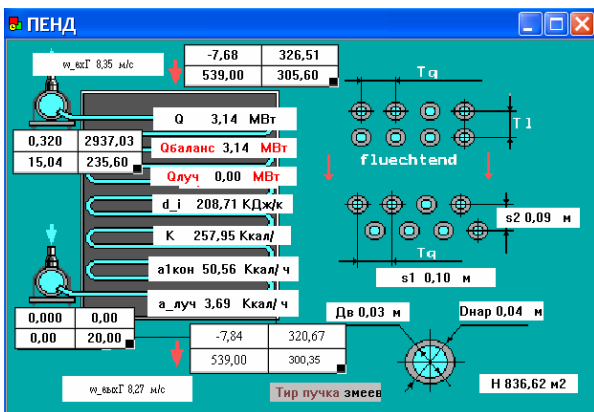 ПЕНД
w_вхГ 8,35 м/с
-7,68 326,51
539,00 305,60
0,320 2937,03
15,04 235,60
Q 3,14 МВт
Qбаланс 3,14 МВт
Qлуч 0,00 МВт
d_i 208,71 КДж/к
K 257,95 Ккал/
a1кон 50,56 Ккал/ ч
a_луч 3,69 Ккал/ ч
0,000 0,00
0,00 20,00
-7,84 320,67
539,00 300,35
w_выхГ 8,27 м/с
Тир пучка змеев
Tq
Tl
fluechtend
s2 0,09 м
Tq
s1 0,10 м
Дв 0,03 м
Dнар 0,04 м
Н 836,62 м2